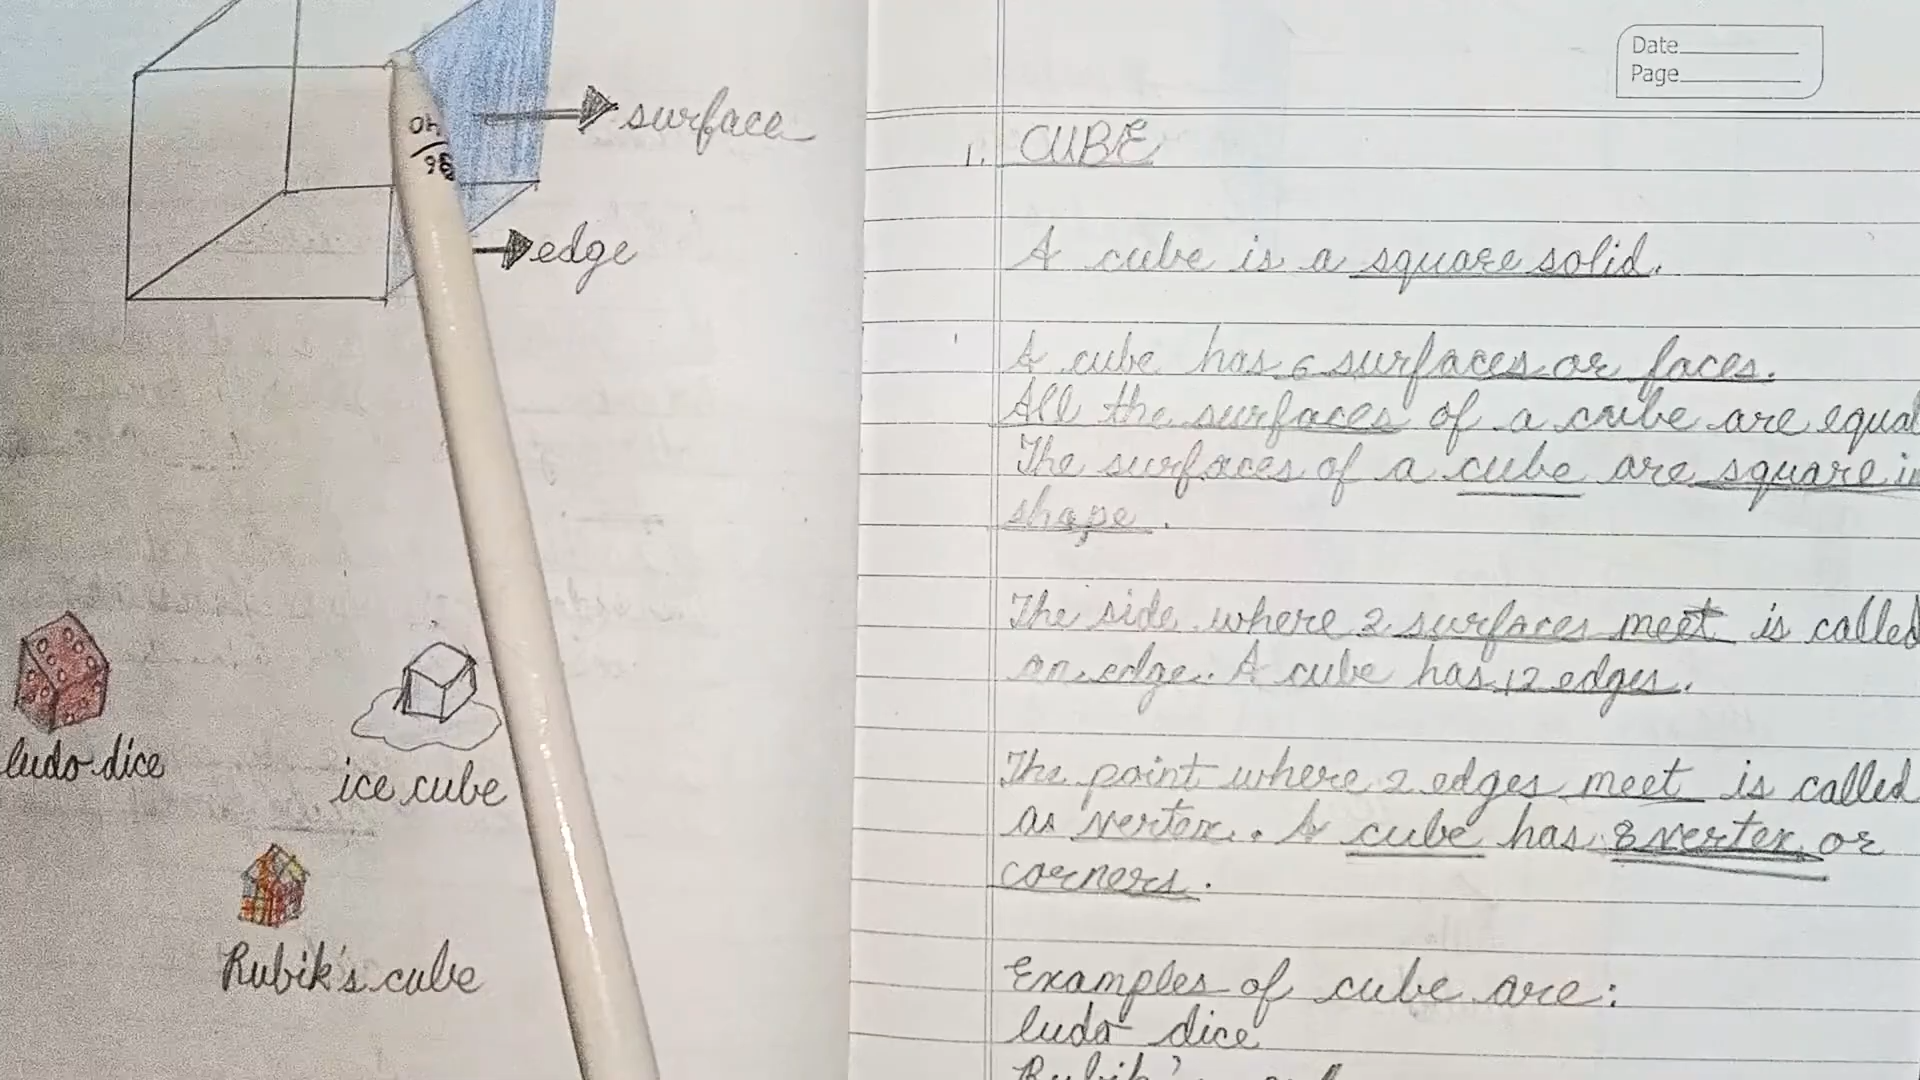 surface
edge
ludo dice
ice cube
Rubik's cube
Date
Page
1. CUBE
A cube is a square solid.
A cube has 6 surfaces or faces.
All the surfaces of a cube are equal
The surfaces of a cube are square in
shape.
The side where 2 surfaces meet is called
an edge. A cube has 12 edges.
The point where 2 edges meet is called
as vertex. A cube has 8 vertex or
corners.
Examples of cube are:
ludo dice
Rubik's